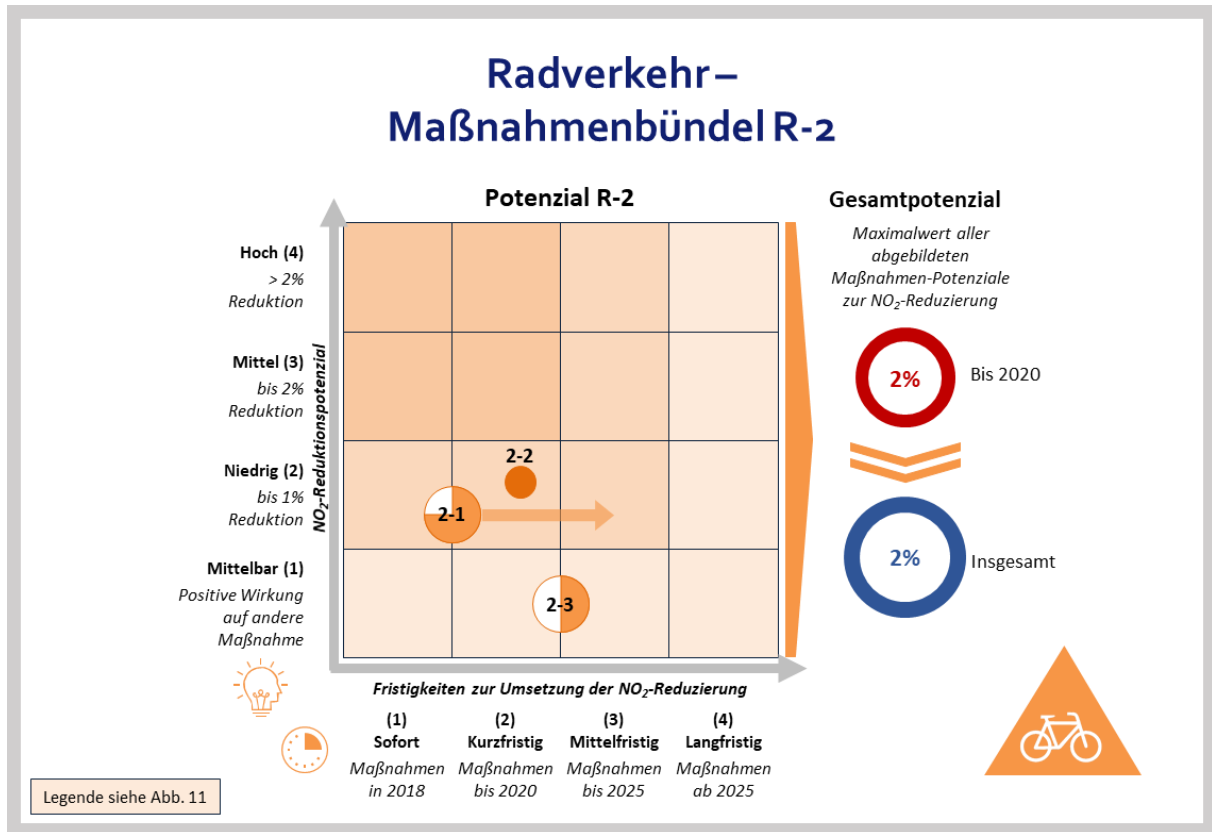 Radverkehr –
Maßnahmenbündel R-2
Potenzial R-2
Hoch (4)
> 2%
Reduktion
Mittel (3)
bis 2%
Reduktion
Niedrig (2)
bis 1%
Reduktion
Mittelbar (1)
Positive Wirkung
auf andere
Maßnahme
NO₂-Reduktionspotenzial
2-2
2-1
2-3
Fristigkeiten zur Umsetzung der NO₂-Reduzierung
(1)
Sofort
Maßnahmen
in 2018
(2)
Kurzfristig
Maßnahmen
bis 2020
(3)
Mittelfristig
Maßnahmen
bis 2025
(4)
Langfristig
Maßnahmen
ab 2025
Gesamtpotenzial
Maximalwert aller
abgebildeten
Maßnahmen-Potenziale
zur NO₂-Reduzierung
2%
Bis 2020
2%
Insgesamt
Legende siehe Abb. 11